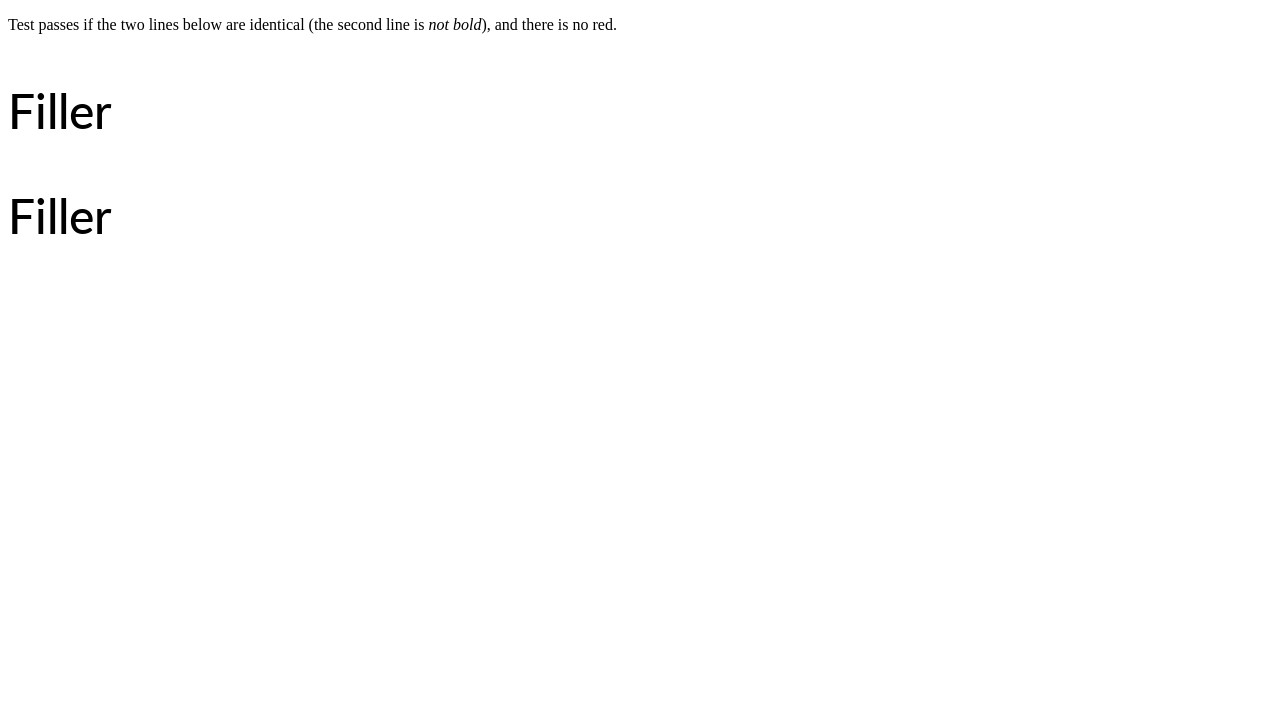 Test passes if the two lines below are identical (the second line is not bold), and there is no red.
Filler
Filler